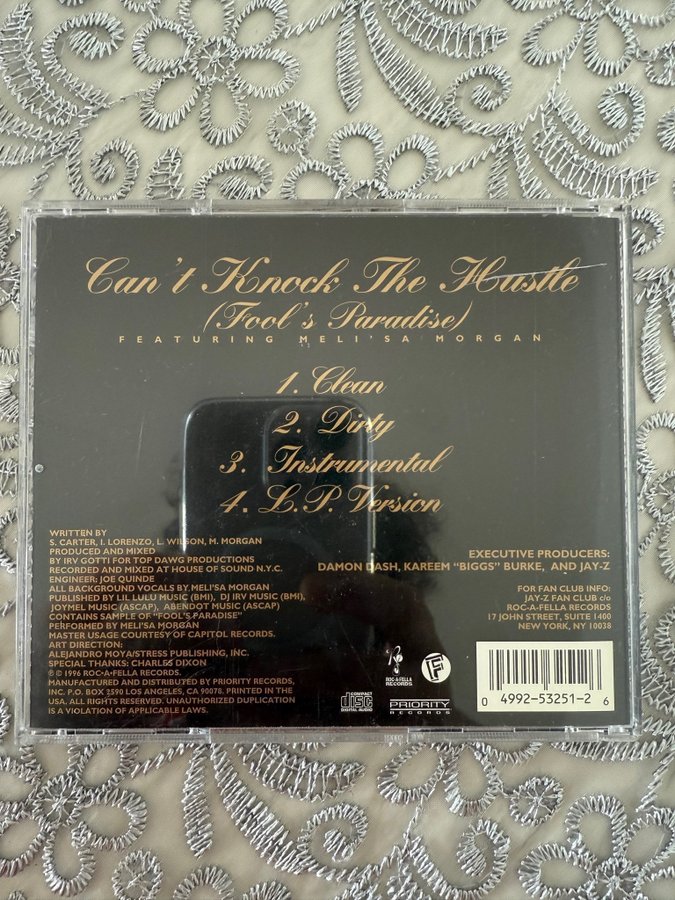 Can't Knock The Hustle
(Fool's Paradise)
FEATURING MELI'SA MORGAN
1. Clean
2. Dirty
3. Instrumental
4. L.P. Version
WRITTEN BY
S. CARTER, I. LORENZO, L. WILSON, M. MORGAN
PRODUCED AND MIXED
BY IRV GOTTI FOR TOP DAWG PRODUCTIONS
RECORDED AND MIXED AT HOUSE OF SOUND N.Y.C.
ENGINEER: JOE QUINDE
ALL BACKGROUND VOCALS BY MELI'SA MORGAN
PUBLISHED BY LIL LULU MUSIC (BMI), DJ IRV MUSIC (BMI),
JOYMEL MUSIC (ASCAP), ABENDOT MUSIC (ASCAP)
CONTAINS SAMPLE OF "FOOL'S PARADISE"
PERFORMED BY MELI'SA MORGAN
MASTER USAGE COURTESY OF CAPITOL RECORDS.
ART DIRECTION:
ALEJANDRO MOYA/STRESS PUBLISHING, INC.
SPECIAL THANKS: CHARLES DIXON
℗ © 1996 ROC-A-FELLA RECORDS.
MANUFACTURED AND DISTRIBUTED BY PRIORITY RECORDS,
INC. P.O. BOX 2590 LOS ANGELES, CA 90078. PRINTED IN THE
USA. ALL RIGHTS RESERVED. UNAUTHORIZED DUPLICATION
IS A VIOLATION OF APPLICABLE LAWS.
EXECUTIVE PRODUCERS:
DAMON DASH, KAREEM "BIGGS" BURKE, AND JAY-Z
FOR FAN CLUB INFO:
JAY-Z FAN CLUB c/o
ROC-A-FELLA RECORDS
17 JOHN STREET, SUITE 1400
NEW YORK, NY 10038
ROC-A-FELLA
RECORDS
COMPACT
disc
DIGITAL AUDIO
PRIORITY
RECORDS
0 4992-53251-2 6